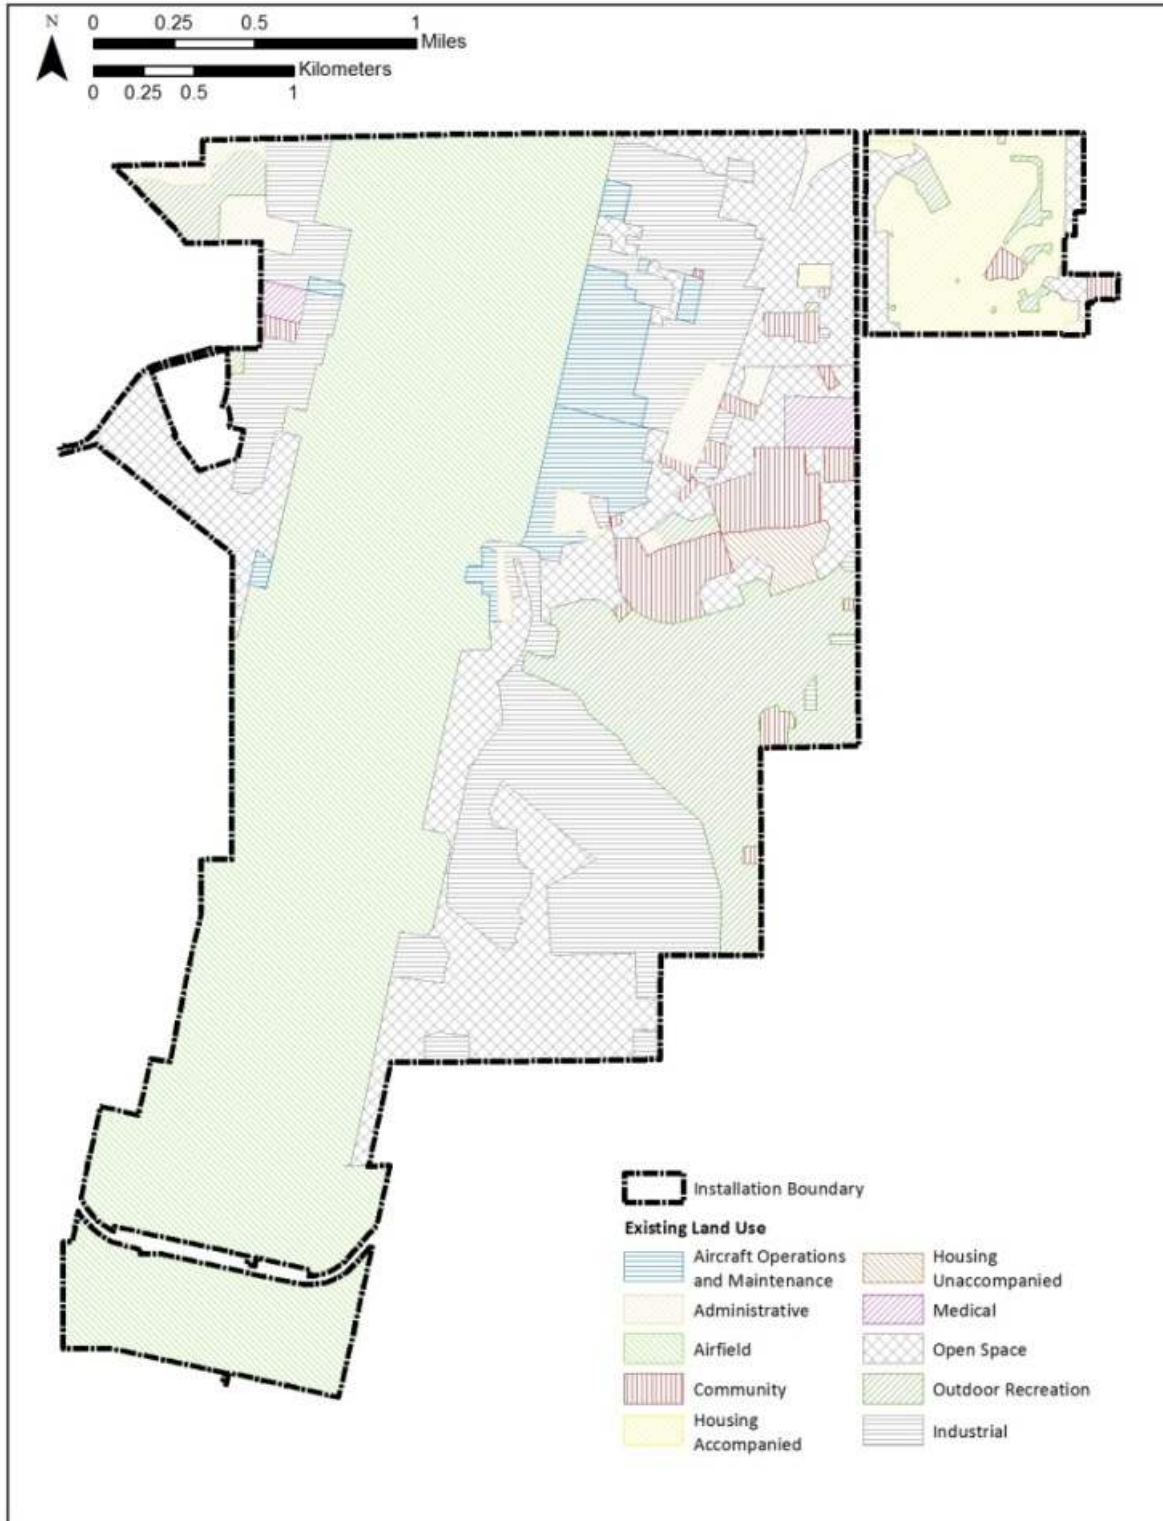 N
0 0.25 0.5 1
Miles
Kilometers
0 0.25 0.5 1
Installation Boundary
Existing Land Use
Aircraft Operations
and Maintenance
Administrative
Airfield
Community
Housing
Accompanied
Housing
Unaccompanied
Medical
Open Space
Outdoor Recreation
Industrial